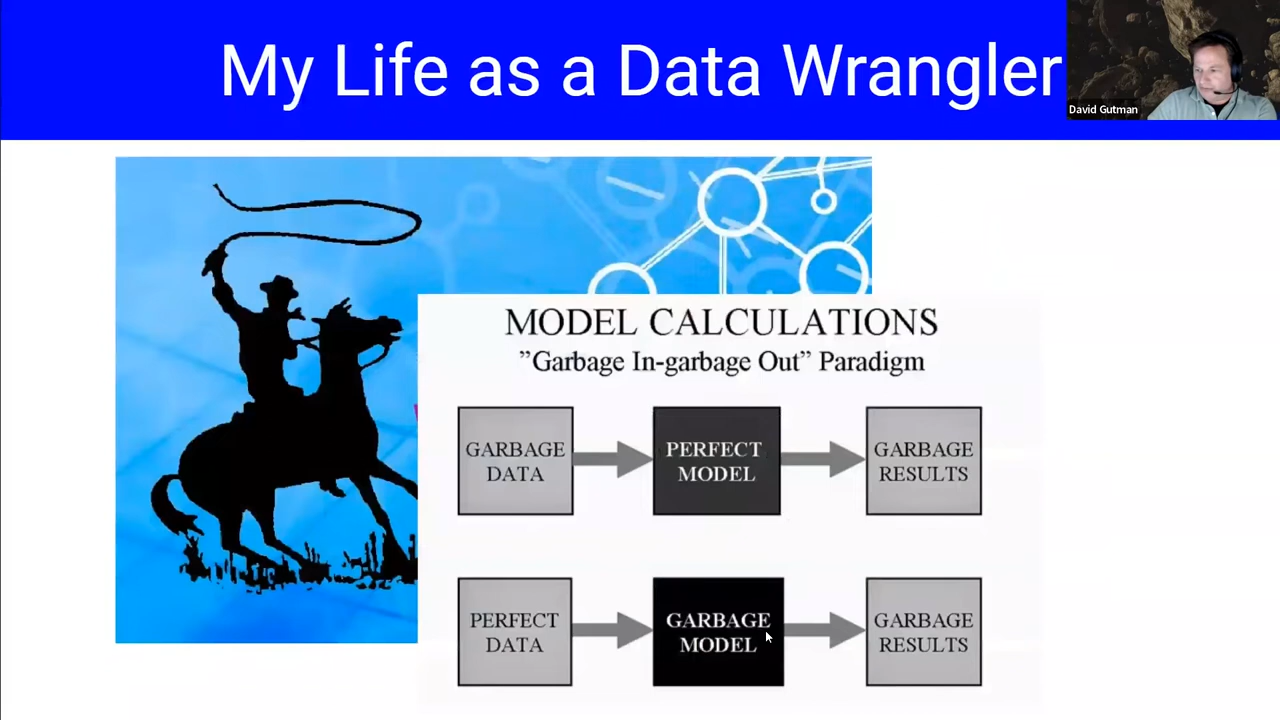 My Life as a Data Wrangler
David Gutman
MODEL CALCULATIONS
”Garbage In-garbage Out” Paradigm
GARBAGE
DATA
PERFECT
MODEL
GARBAGE
RESULTS
PERFECT
DATA
GARBAGE
MODEL
GARBAGE
RESULTS